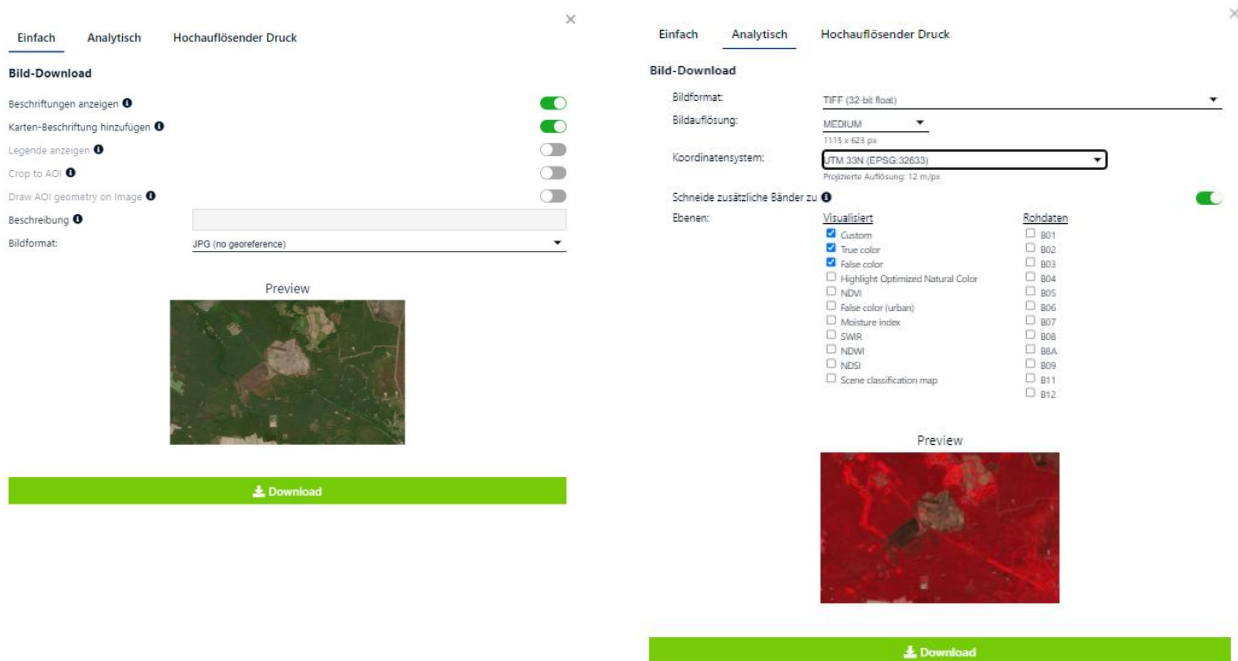 Einfach Analytisch Hochauflösender Druck
Bild-Download
Beschriftungen anzeigen
Karten-Beschriftung hinzufügen
Legende anzeigen
Crop to AOI
Draw AOI geometry on Image
Beschreibung
Bildformat: JPG (no georeference)
Preview
Download
Einfach Analytisch Hochauflösender Druck
Bild-Download
Bildformat: TIFF (32-bit float)
Bildauflösung: MEDIUM
1115 x 623 px
Koordinatensystem: UTM 33N (EPSG:32633)
Projizierte Auflösung: 12 m/px
Schneide zusätzliche Bänder zu
Ebenen: Visualisiert Rohdaten
Custom B01
True color B02
False color B03
Highlight Optimized Natural Color B04
NDVI B05
False color (urban) B06
Moisture index B07
SWIR B08
NDWI B8A
NDSI B09
Scene classification map B11
B12
Preview
Download